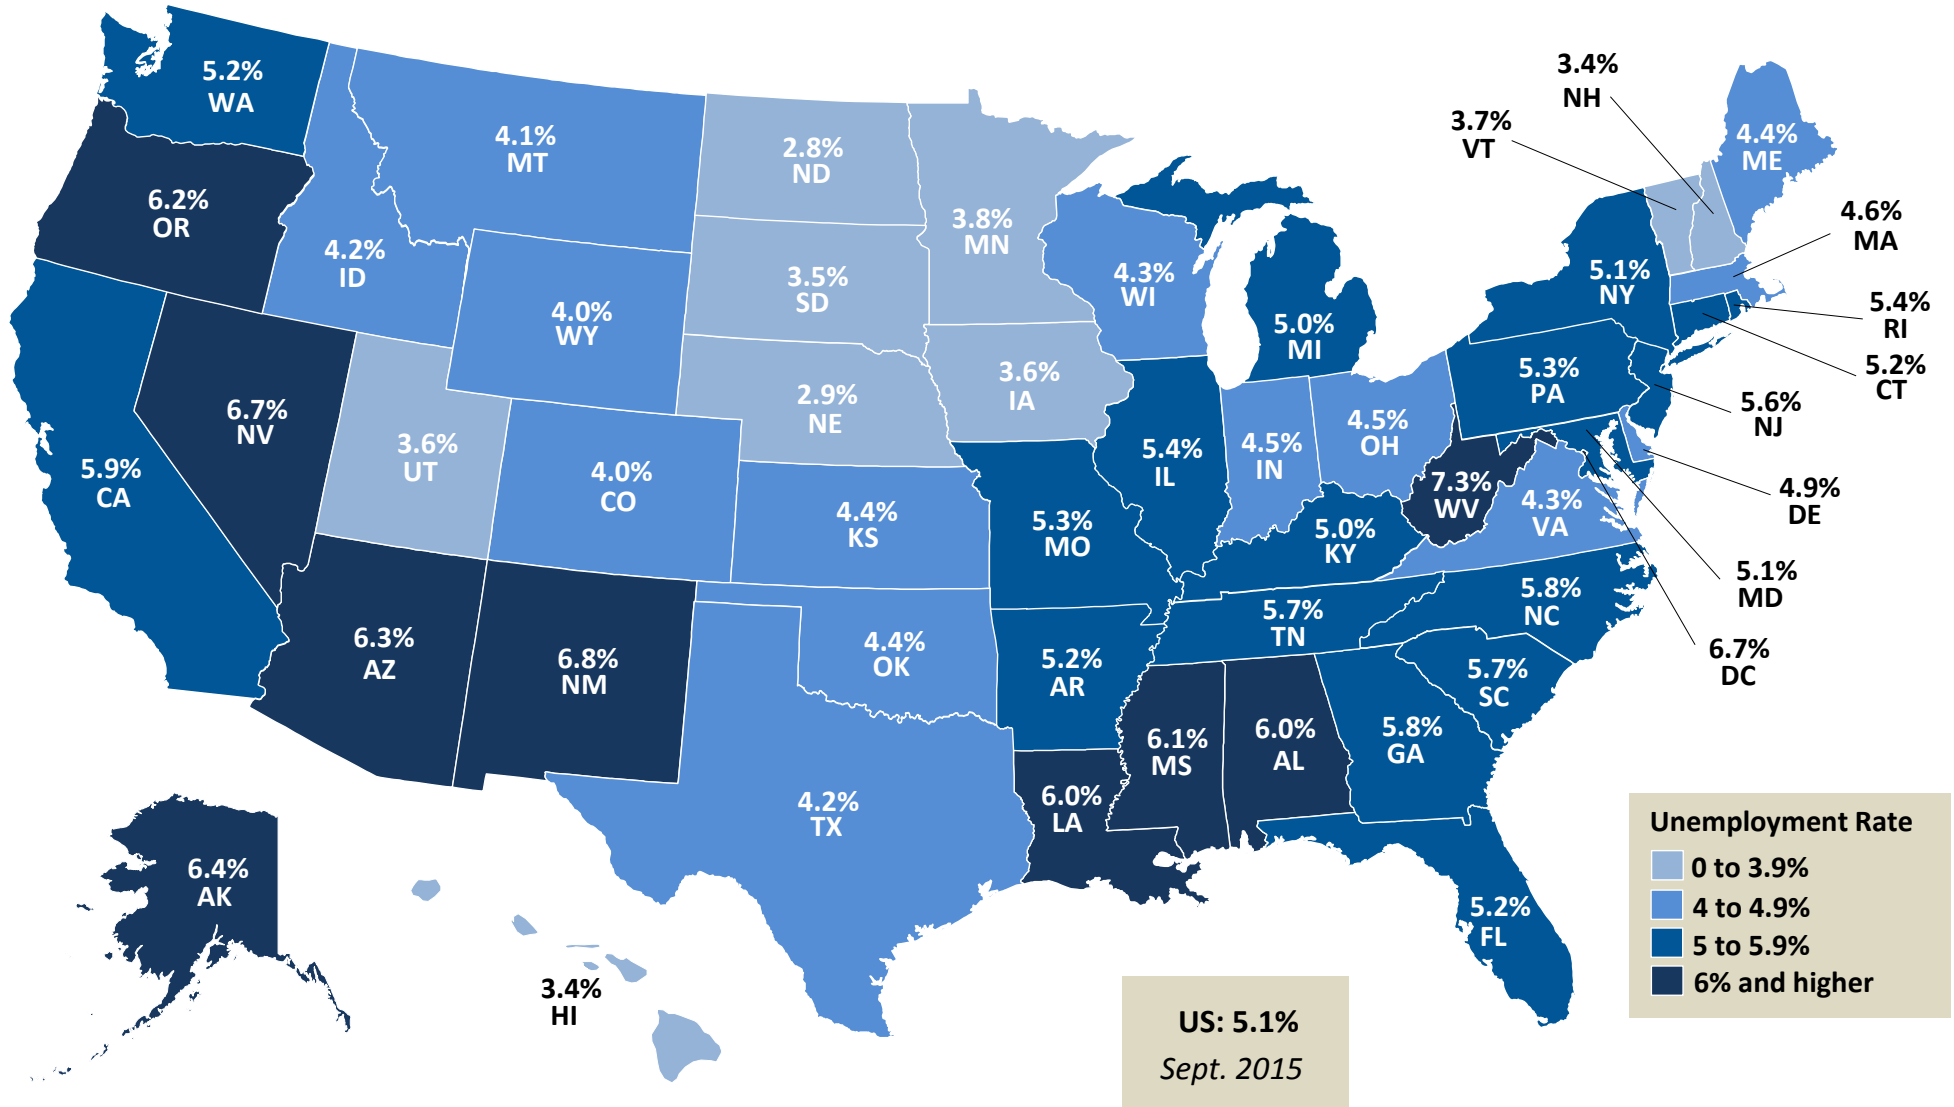 5.2%
WA
6.2%
OR
5.9%
CA
6.7%
NV
4.2%
ID
4.1%
MT
4.0%
WY
3.6%
UT
4.0%
CO
6.3%
AZ
6.8%
NM
2.8%
ND
3.5%
SD
2.9%
NE
4.4%
KS
4.4%
OK
4.2%
TX
3.8%
MN
3.6%
IA
5.3%
MO
5.2%
AR
6.0%
LA
4.3%
WI
5.4%
IL
5.0%
MI
4.5%
IN
4.5%
OH
5.0%
KY
5.7%
TN
6.1%
MS
6.0%
AL
5.8%
GA
5.2%
FL
5.7%
SC
5.8%
NC
4.3%
VA
7.3%
WV
5.3%
PA
5.1%
NY
3.7%
VT
3.4%
NH
4.4%
ME
4.6%
MA
5.4%
RI
5.2%
CT
5.6%
NJ
4.9%
DE
5.1%
MD
6.7%
DC
6.4%
AK
3.4%
HI
US: 5.1%
Sept. 2015
Unemployment Rate
0 to 3.9%
4 to 4.9%
5 to 5.9%
6% and higher